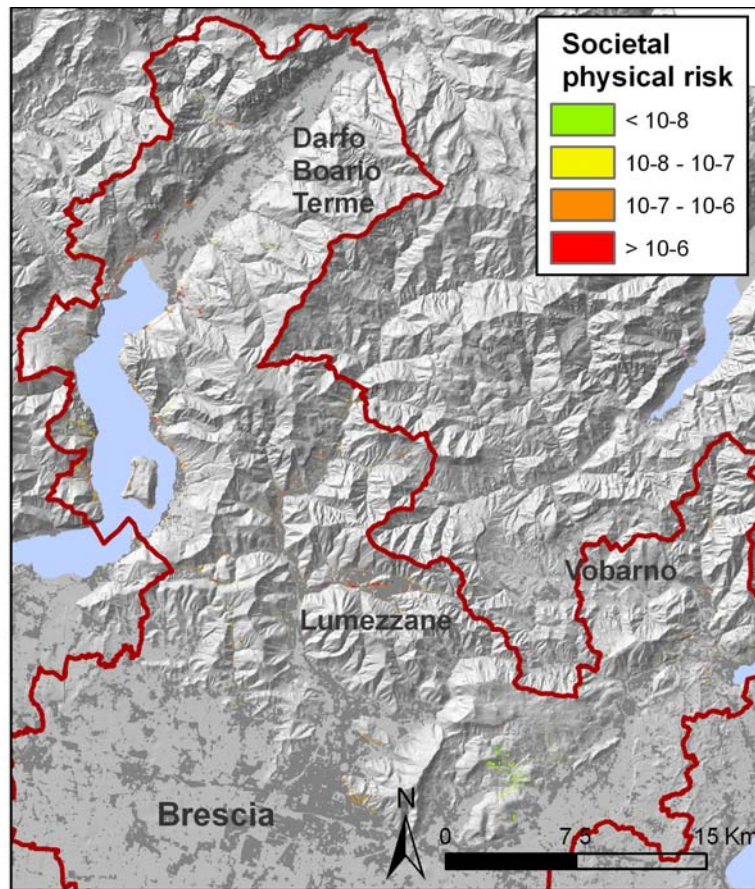 Societal
physical risk
< 10-8
10-8 - 10-7
10-7 - 10-6
> 10-6
Darfo
Boario
Terme
Vobarno
Lumezzane
Brescia
N
0 7.5 15 Km